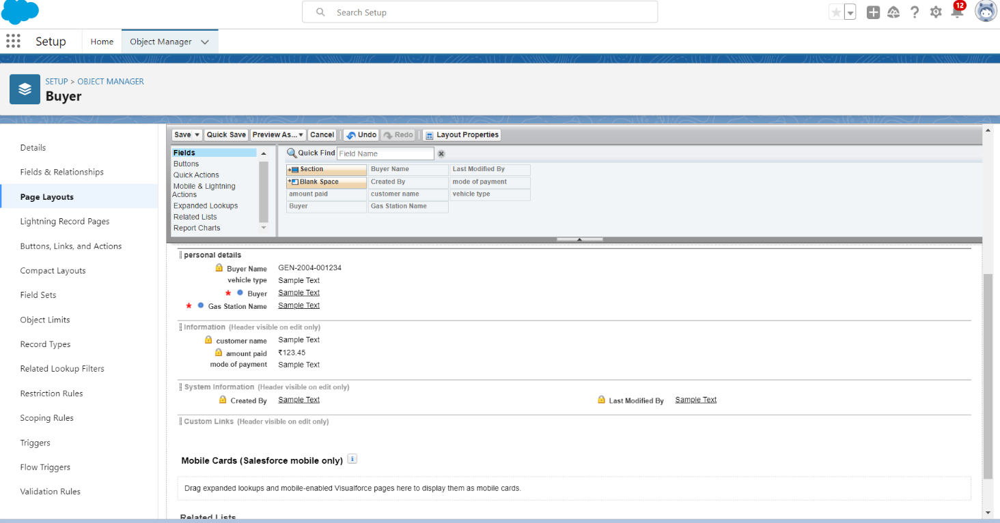 Search Setup
12
Setup
Home
Object Manager
SETUP > OBJECT MANAGER
Buyer
Details
Fields & Relationships
Page Layouts
Lightning Record Pages
Buttons, Links, and Actions
Compact Layouts
Field Sets
Object Limits
Record Types
Related Lookup Filters
Restriction Rules
Scoping Rules
Triggers
Flow Triggers
Validation Rules
Save Quick Save Preview As... Cancel Undo Redo Layout Properties
Fields
Buttons
Quick Actions
Mobile & Lightning
Actions
Expanded Lookups
Related Lists
Report Charts
Quick Find Field Name
Section Buyer Name Last Modified By
Blank Space Created By mode of payment
amount paid customer name vehicle type
Buyer Gas Station Name
personal details
Buyer Name GEN-2004-001234
vehicle type Sample Text
* Buyer Sample Text
* Gas Station Name Sample Text
Information (Header visible on edit only)
customer name Sample Text
amount paid ₹123.45
mode of payment Sample Text
System Information (Header visible on edit only)
Created By Sample Text Last Modified By Sample Text
Custom Links (Header visible on edit only)
Mobile Cards (Salesforce mobile only) i
Drag expanded lookups and mobile-enabled Visualforce pages here to display them as mobile cards.
Related Lists